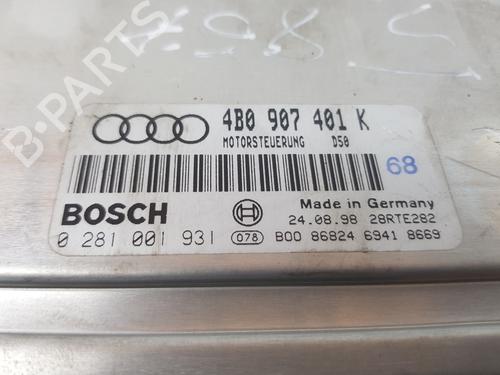 4B0 907 401 K
MOTORSTEUERUNG D50
68
BOSCH
Made in Germany
24.08.98 28RTE282
0 281 001 931 078 B00 86824 6941 8669
B-PARTS